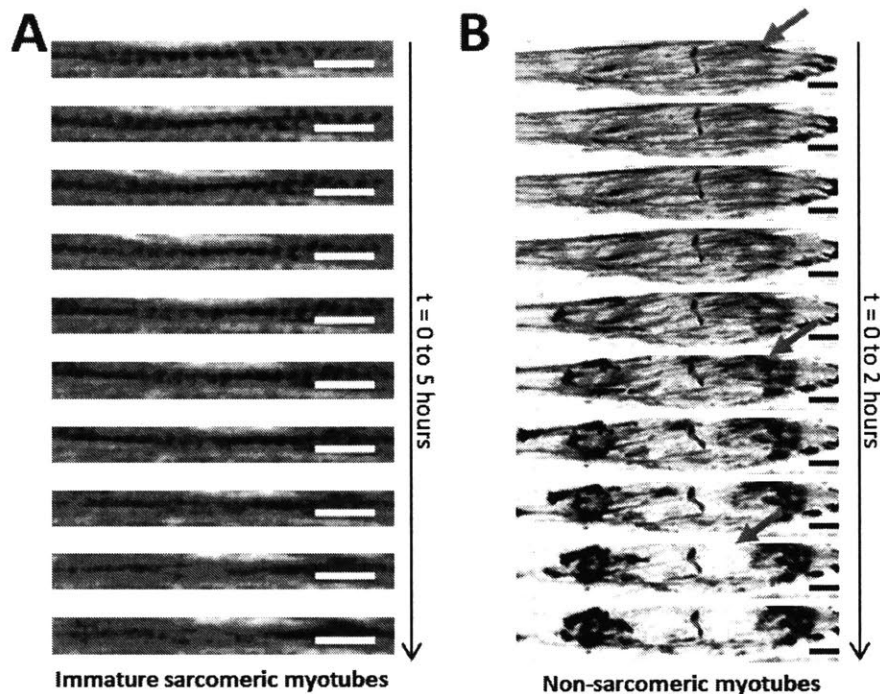 A
B
t = 0 to 5 hours
t = 0 to 2 hours
Immature sarcomeric myotubes
Non-sarcomeric myotubes